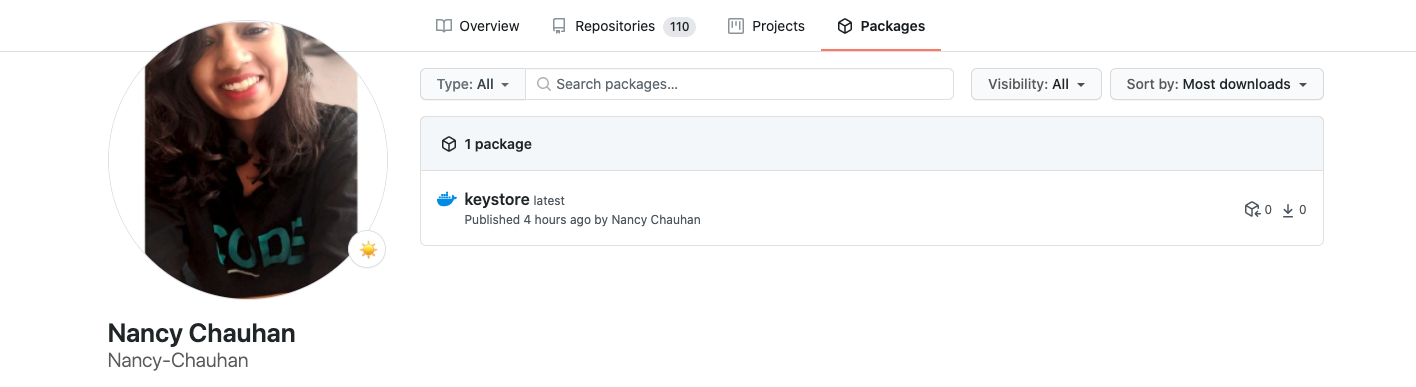 Overview Repositories 110 Projects Packages
Type: All Search packages... Visibility: All Sort by: Most downloads
1 package
keystore latest
Published 4 hours ago by Nancy Chauhan
0 0
CODE
Nancy Chauhan
Nancy-Chauhan